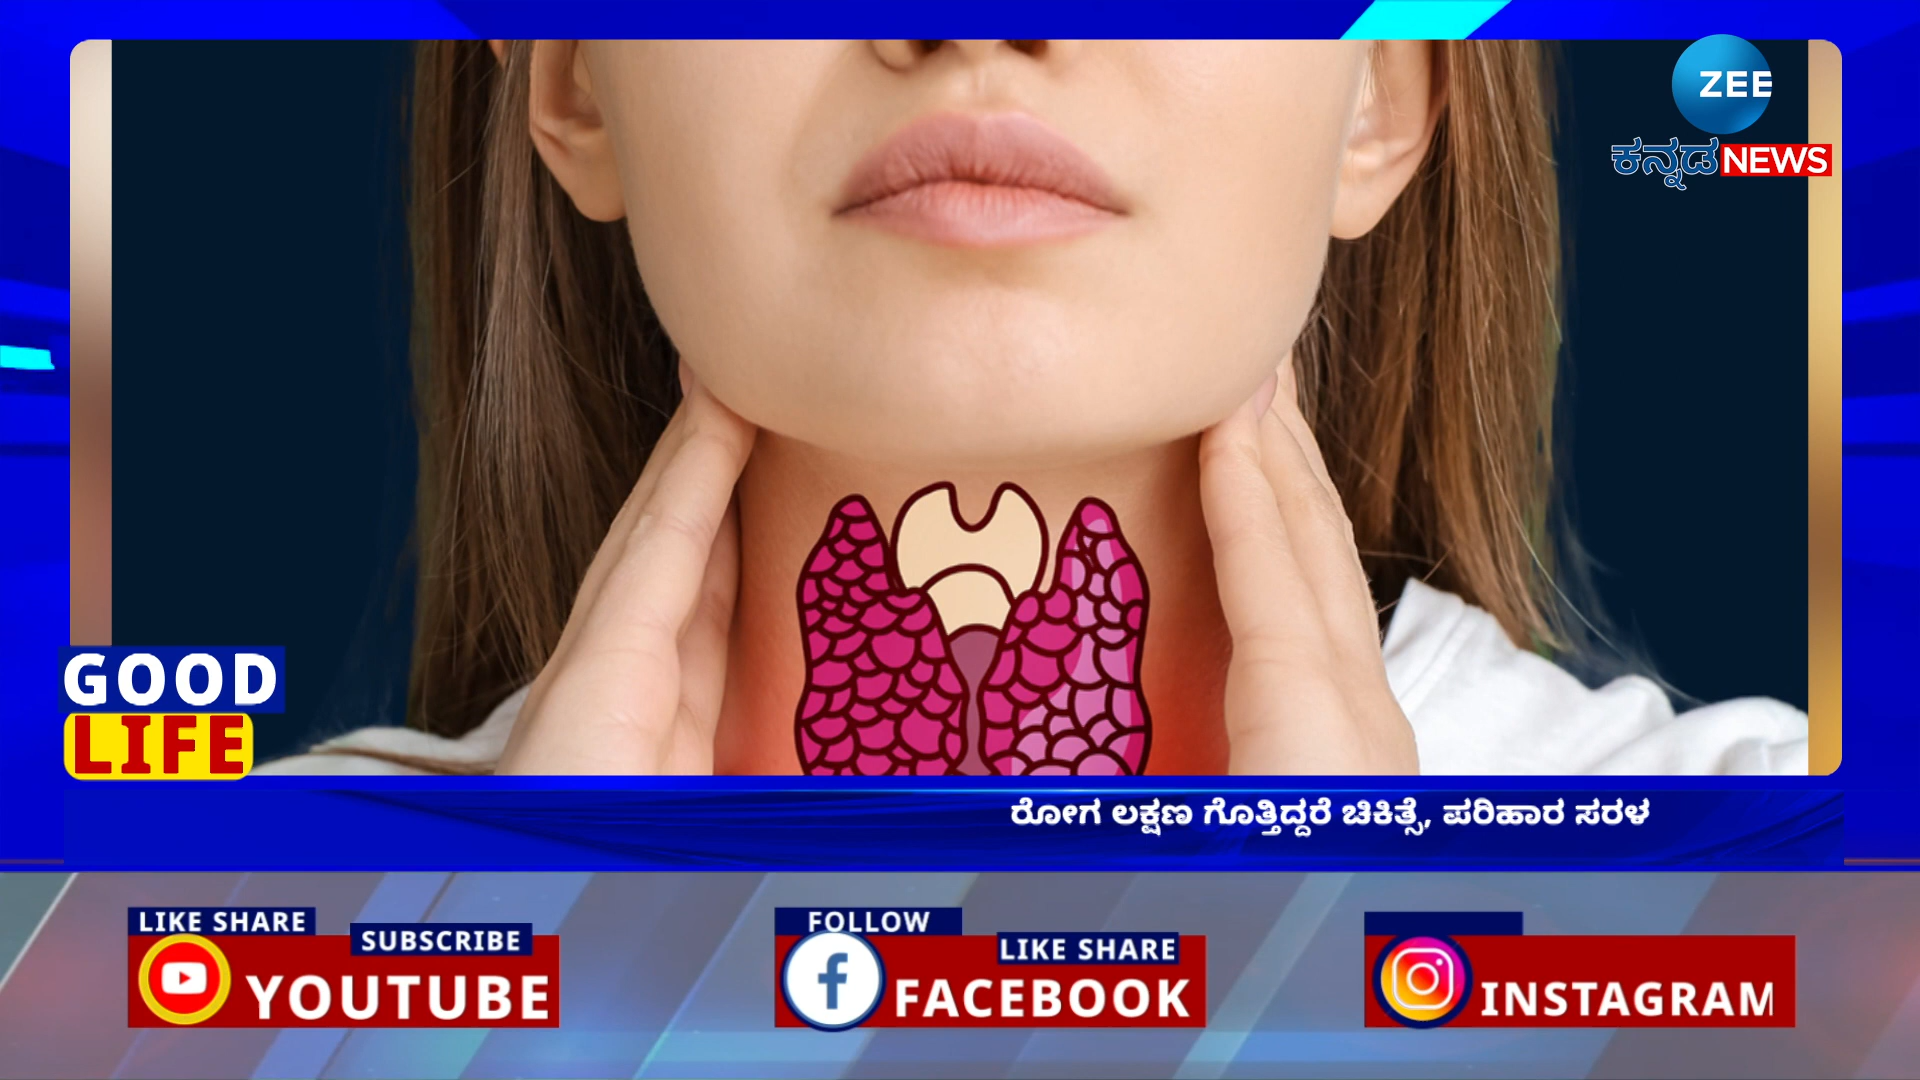 ZEE
ಕನ್ನಡ NEWS
GOOD
LIFE
ರೋಗ ಲಕ್ಷಣ ಗೊತ್ತಿದ್ದರೆ ಚಿಕಿತ್ಸೆ, ಪರಿಹಾರ ಸರಳ
LIKE SHARE
SUBSCRIBE
YOUTUBE
FOLLOW
LIKE SHARE
FACEBOOK
INSTAGRAM